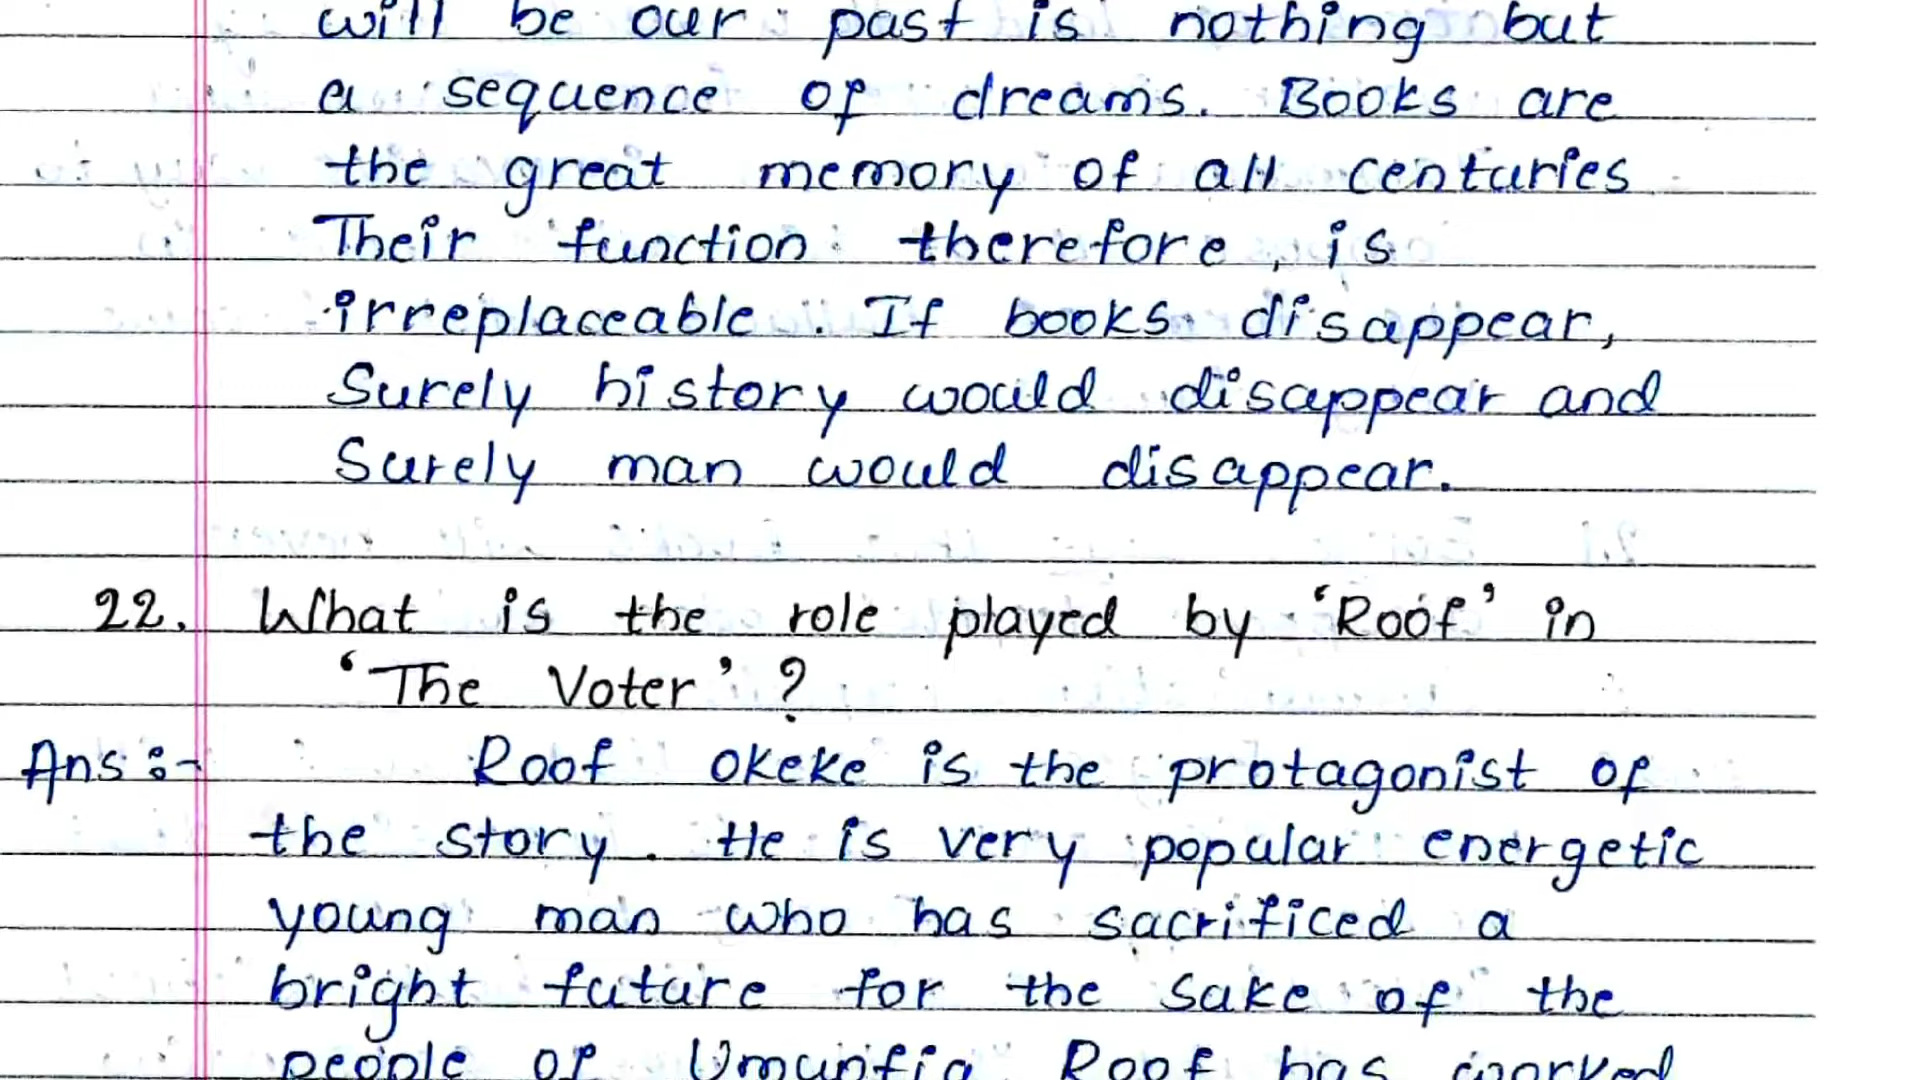 will be our past is nothing but
a sequence of dreams. Books are
the great memory of all centuries
Their function therefore, is
irreplaceable. If books disappear,
Surely history would disappear and
Surely man would disappear.
22. What is the role played by 'Roof' in
'The Voter'?
Ans:- Roof Okeke is the protagonist of
the story. He is very popular energetic
young man who has sacrificed a
bright future for the sake of the
people of Umuofia Roof has worked